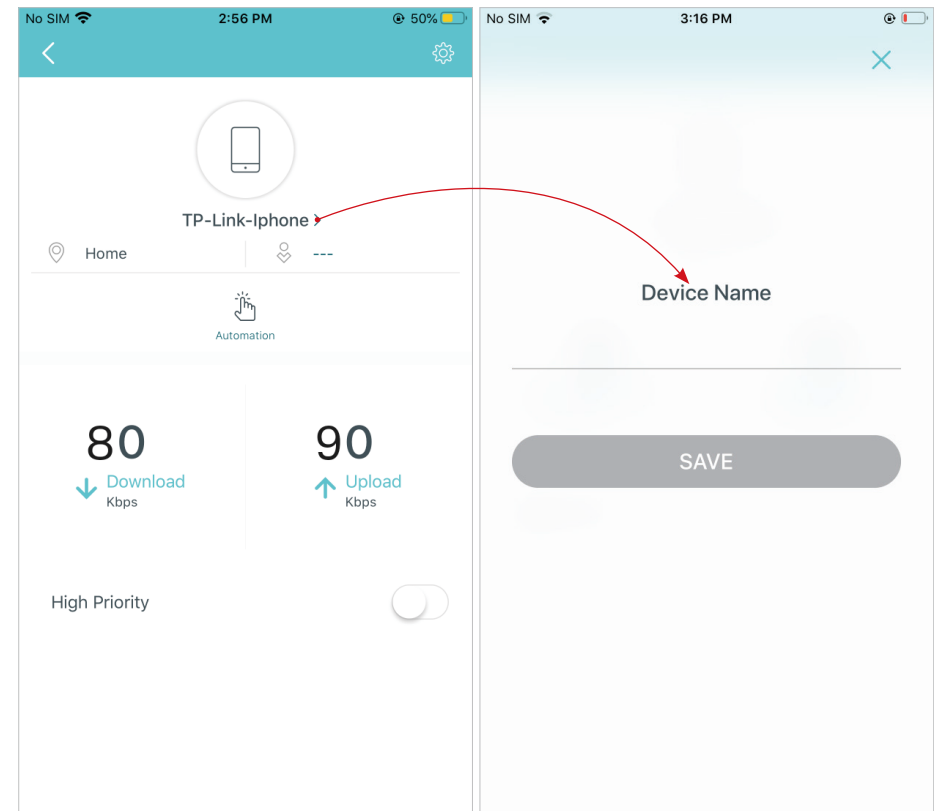 No SIM 2:56 PM 50%
TP-Link-Iphone >
Home ---
Automation
80 90
Download Upload
Kbps Kbps
High Priority
No SIM 3:16 PM
Device Name
SAVE